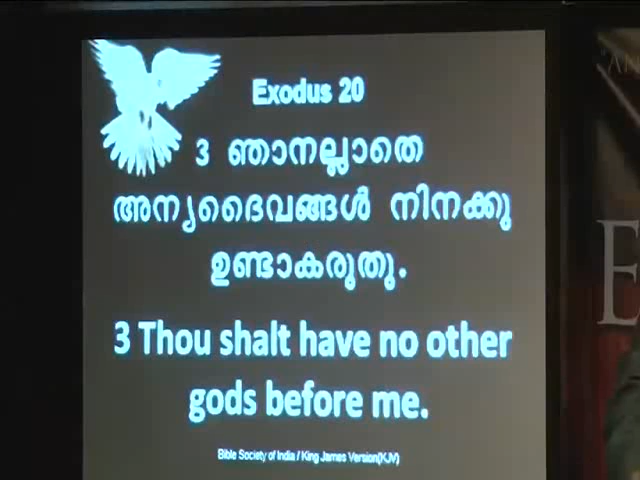 Exodus 20
3 ഞാനല്ലാതെ
അന്യദൈവങ്ങൾ നിനക്കു
ഉണ്ടാകരുതു.
3 Thou shalt have no other
gods before me.
Bible Society of India / King James Version(KJV)
"AN
E